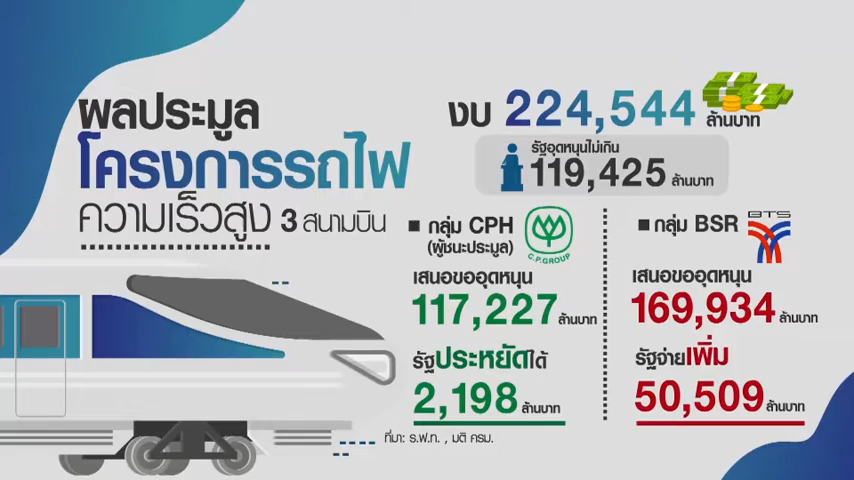 ผลประมูล
โครงการรถไฟ
ความเร็วสูง 3 สนามบิน
งบ 224,544 ล้านบาท
รัฐอุดหนุนไม่เกิน
119,425 ล้านบาท
กลุ่ม CPH
(ผู้ชนะประมูล)
C.P.GROUP
เสนอขออุดหนุน
117,227 ล้านบาท
รัฐประหยัดได้
2,198 ล้านบาท
กลุ่ม BSR
BTS
เสนอขออุดหนุน
169,934 ล้านบาท
รัฐจ่ายเพิ่ม
50,509 ล้านบาท
ที่มา: ร.ฟ.ท. , มติ ครม.